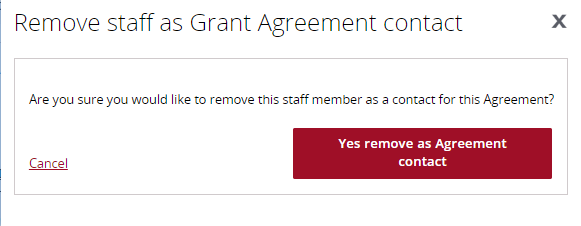 Remove staff as Grant Agreement contact
X
Are you sure you would like to remove this staff member as a contact for this Agreement?
Yes remove as Agreement
contact
Cancel